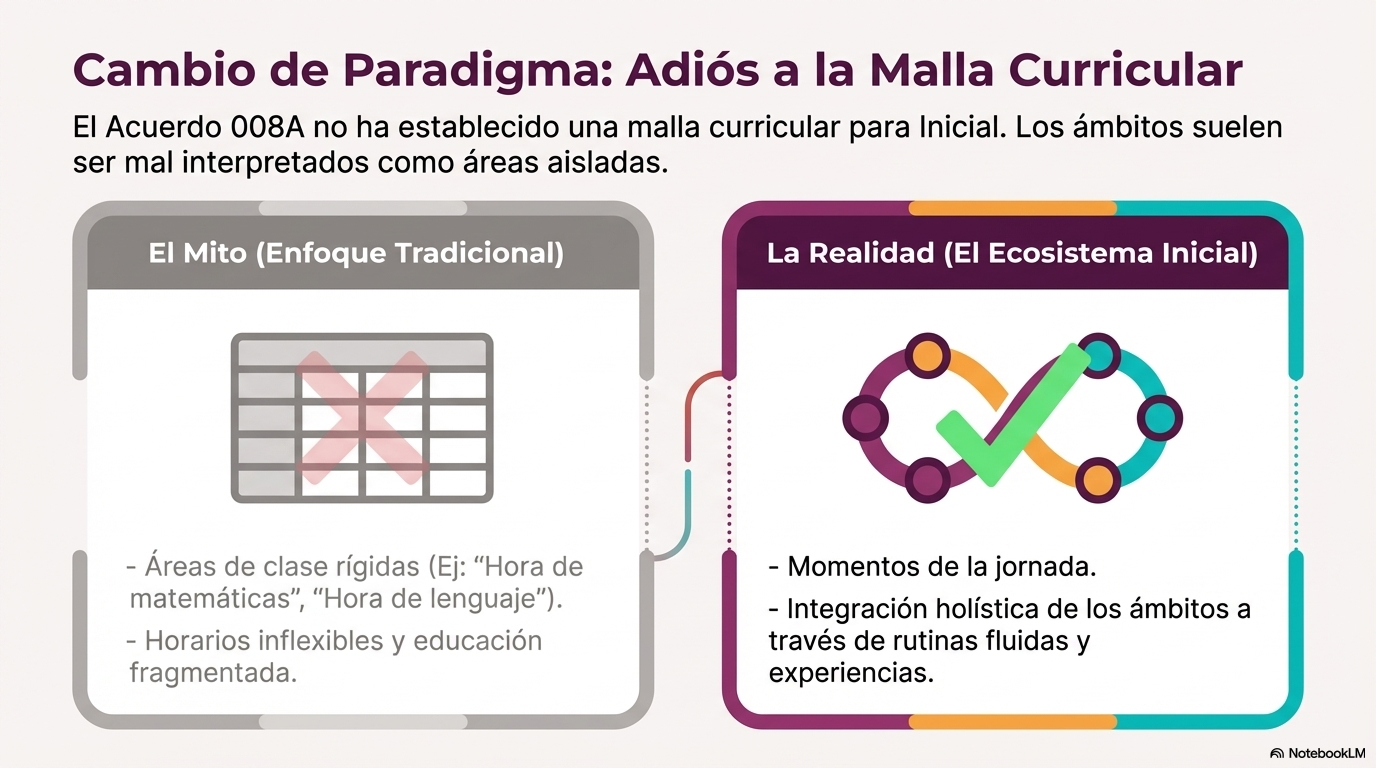 Cambio de Paradigma: Adiós a la Malla Curricular
El Acuerdo 008A no ha establecido una malla curricular para Inicial. Los ámbitos suelen
ser mal interpretados como áreas aisladas.
El Mito (Enfoque Tradicional)
- Áreas de clase rígidas (Ej: “Hora de
matemáticas”, “Hora de lenguaje”).
- Horarios inflexibles y educación
fragmentada.
La Realidad (El Ecosistema Inicial)
- Momentos de la jornada.
- Integración holística de los ámbitos a
través de rutinas fluidas y
experiencias.
NotebookLM